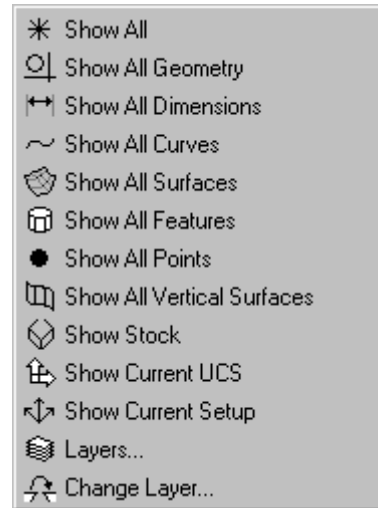 Show All
Show All Geometry
Show All Dimensions
Show All Curves
Show All Surfaces
Show All Features
Show All Points
Show All Vertical Surfaces
Show Stock
Show Current UCS
Show Current Setup
Layers...
Change Layer...